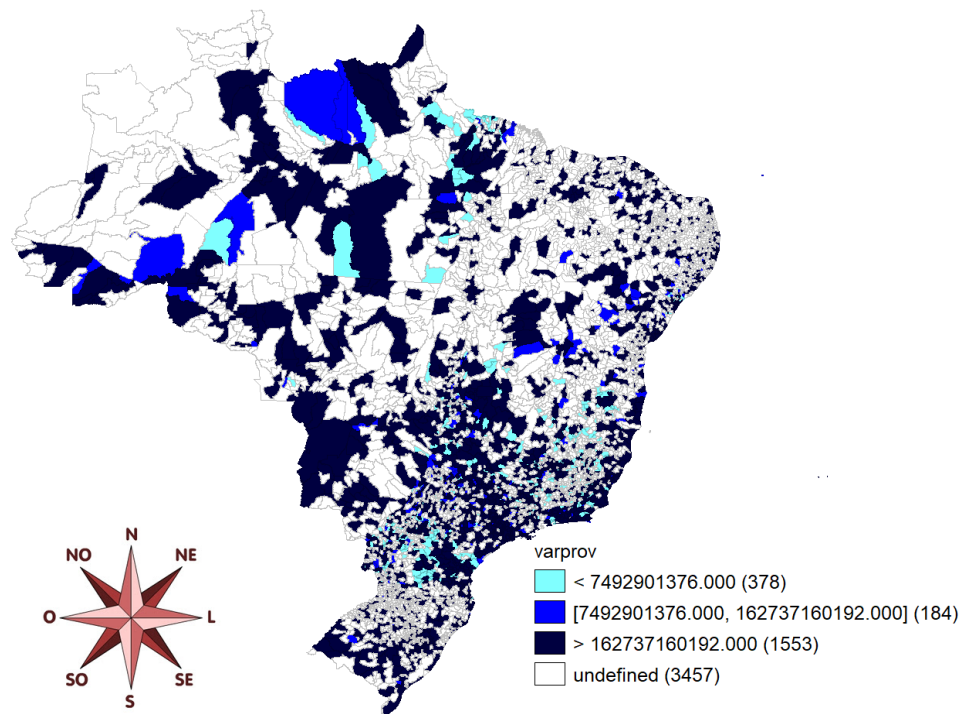 N
NO
NE
O
L
SO
SE
S
varprov
< 7492901376.000 (378)
[7492901376.000, 162737160192.000] (184)
> 162737160192.000 (1553)
undefined (3457)